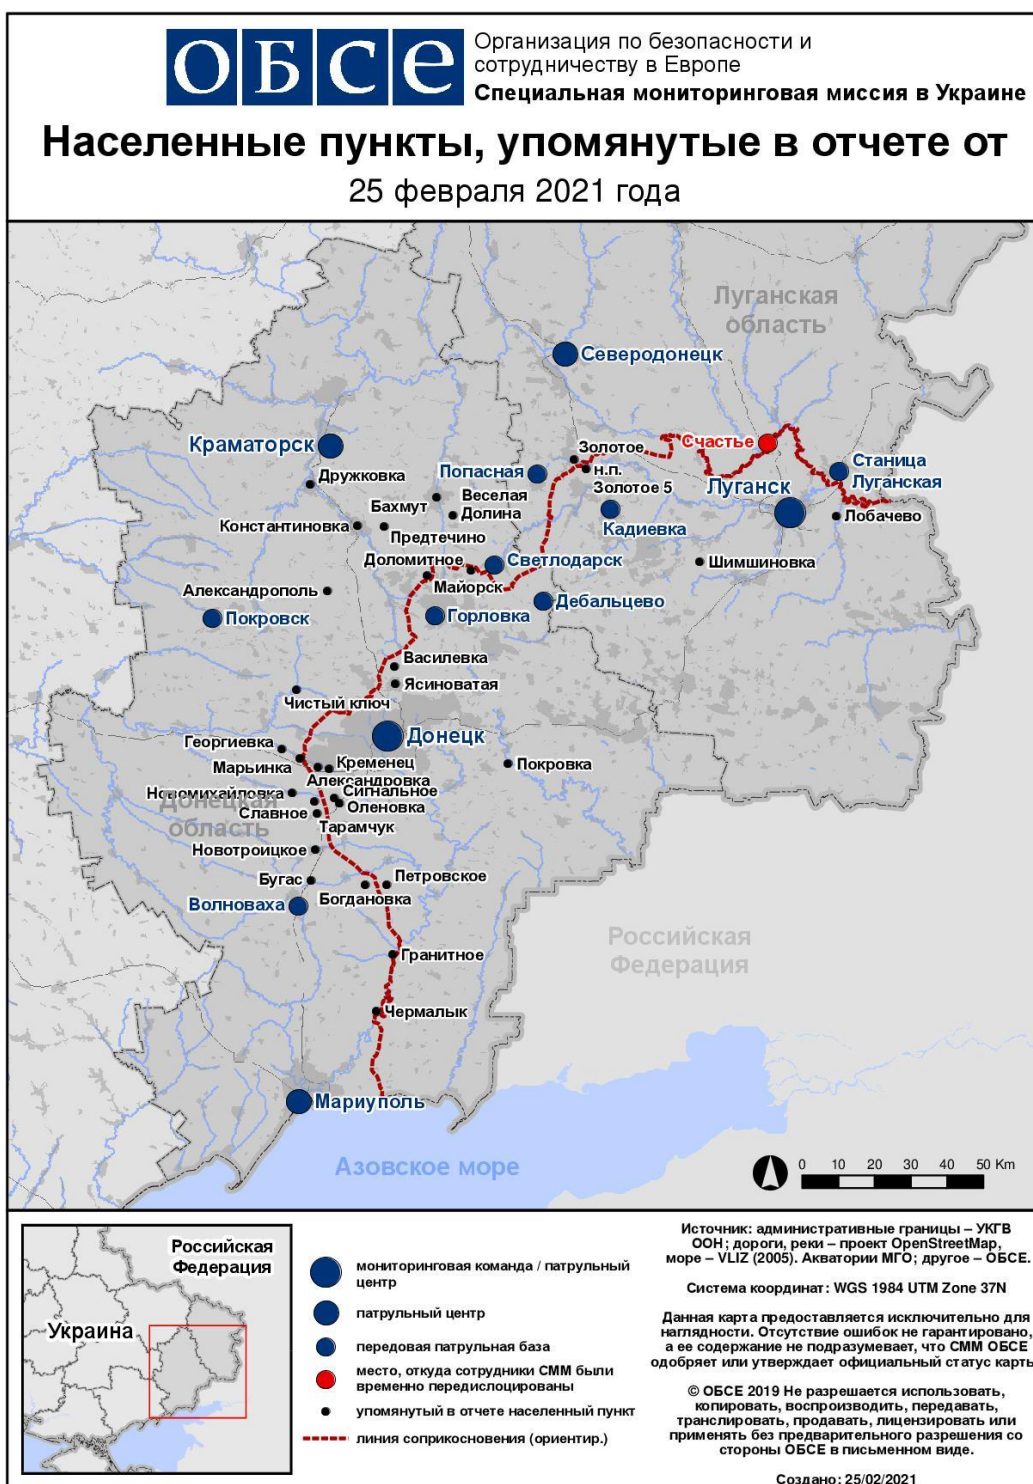 ОБСЕ
Организация по безопасности и
сотрудничеству в Европе
Специальная мониторинговая миссия в Украине
Населенные пункты, упомянутые в отчете от
25 февраля 2021 года
Луганская
область
Северодонецк
Краматорск
Счастье
Золотое
Попасная
н.п.
Золотое 5
Станица
Луганская
Дружковка
Луганск
Веселая
Долина
Бахмут
Кадиевка
Лобачево
Константиновка
Предтечино
Доломитное
Светлодарск
Шимшиновка
Майорск
Александрополь
Дебальцево
Покровск
Горловка
Василевка
Ясиноватая
Чистый ключ
Донецк
Георгиевка
Марьинка
Кременец
Покровка
Александровка
Новомихайловка
Сигнальное
Донецкая
область
Оленовка
Славное
Тарамчук
Новотроицкое
Бугас
Петровское
Богдановка
Волноваха
Гранитное
Российская
Федерация
Чермалык
Мариуполь
Азовское море
0 10 20 30 40 50 Km
Российская
Федерация
Украина
мониторинговая команда / патрульный
центр
патрульный центр
передовая патрульная база
место, откуда сотрудники СММ были
временно передислоцированы
упомянутый в отчете населенный пункт
линия соприкосновения (ориентир.)
Источник: административные границы – УКГВ
ООН; дороги, реки – проект OpenStreetMap,
море – VLIZ (2005). Акватории МГО; другое – ОБСЕ.
Система координат: WGS 1984 UTM Zone 37N
Данная карта предоставляется исключительно для
наглядности. Отсутствие ошибок не гарантировано,
а ее содержание не подразумевает, что СММ ОБСЕ
одобряет или утверждает официальный статус карты
© ОБСЕ 2019 Не разрешается использовать,
копировать, воспроизводить, передавать,
транслировать, продавать, лицензировать или
применять без предварительного разрешения со
стороны ОБСЕ в письменном виде.
Создано: 25/02/2021